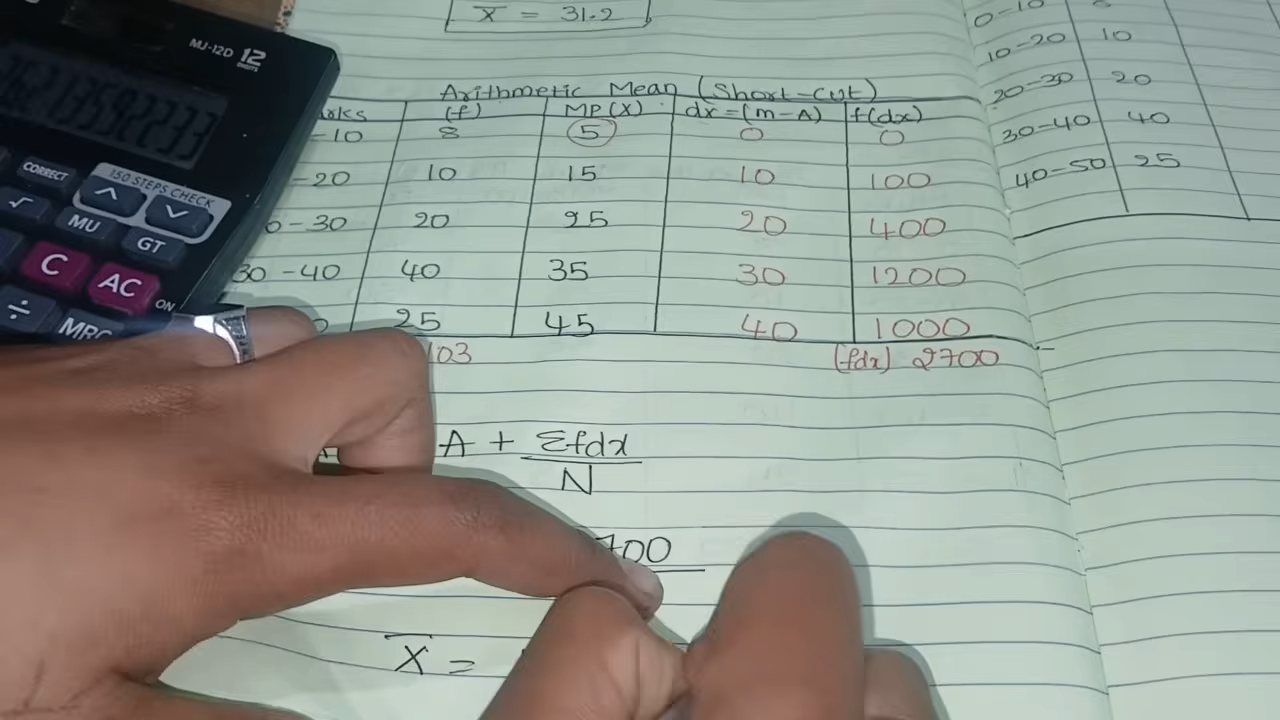 X̄ = 31.2
Arithmetic Mean (Short-Cut)
(f) MP(X) dx=(m-A) f(dx)
-10 8 5 0 0
-20 10 15 10 100
0-30 20 25 20 400
30-40 40 35 30 1200
25 45 40 1000
103 (fdx) 2700
A + Σfdx
N
700
X̄ =
0-10
10-20 10
20-30 20
30-40 40
40-50 25
MJ-12D 12
DIGITS
CORRECT
150 STEPS CHECK
√
MU
GT
C
AC
ON
÷
MRC